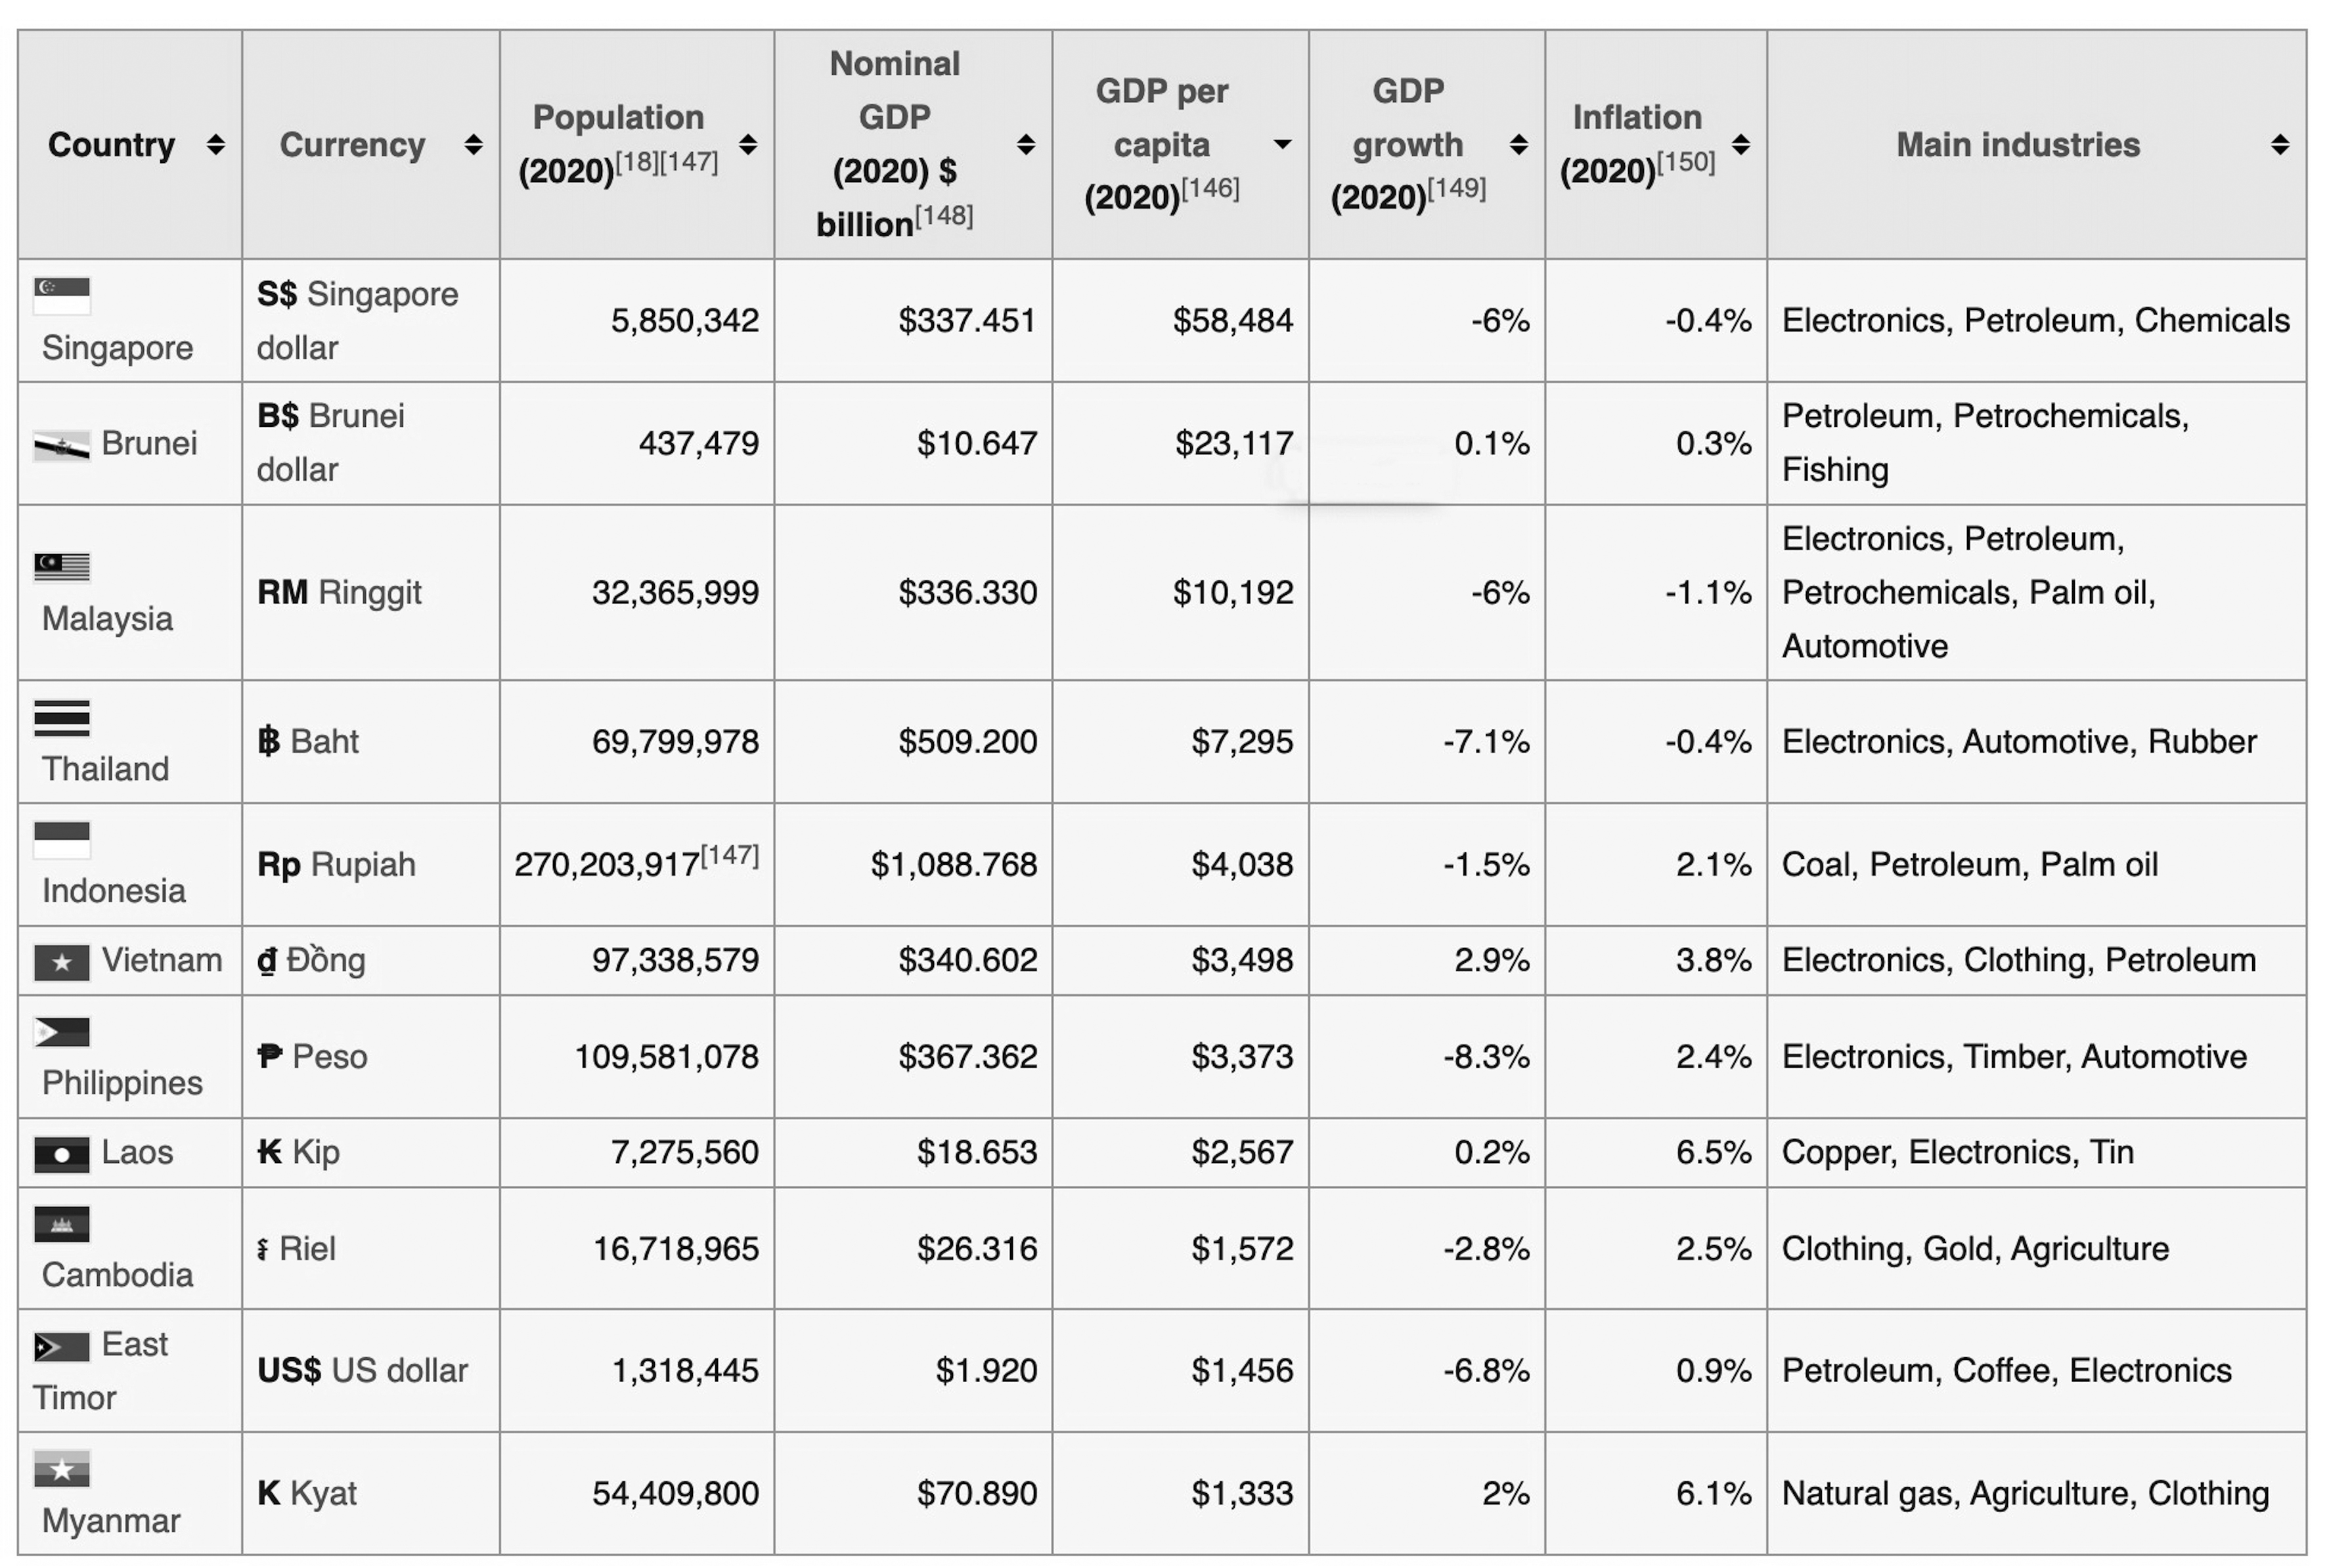 Country
Currency
Population
(2020)[18][147]
Nominal
GDP
(2020) $
billion[148]
GDP per
capita
(2020)[146]
GDP
growth
(2020)[149]
Inflation
(2020)[150]
Main industries
Singapore
S$ Singapore
dollar
5,850,342
$337.451
$58,484
-6%
-0.4%
Electronics, Petroleum, Chemicals
Brunei
B$ Brunei
dollar
437,479
$10.647
$23,117
0.1%
0.3%
Petroleum, Petrochemicals,
Fishing
Malaysia
RM Ringgit
32,365,999
$336.330
$10,192
-6%
-1.1%
Electronics, Petroleum,
Petrochemicals, Palm oil,
Automotive
Thailand
฿ Baht
69,799,978
$509.200
$7,295
-7.1%
-0.4%
Electronics, Automotive, Rubber
Indonesia
Rp Rupiah
270,203,917[147]
$1,088.768
$4,038
-1.5%
2.1%
Coal, Petroleum, Palm oil
Vietnam
₫ Đồng
97,338,579
$340.602
$3,498
2.9%
3.8%
Electronics, Clothing, Petroleum
Philippines
₱ Peso
109,581,078
$367.362
$3,373
-8.3%
2.4%
Electronics, Timber, Automotive
Laos
₭ Kip
7,275,560
$18.653
$2,567
0.2%
6.5%
Copper, Electronics, Tin
Cambodia
៛ Riel
16,718,965
$26.316
$1,572
-2.8%
2.5%
Clothing, Gold, Agriculture
East
Timor
US$ US dollar
1,318,445
$1.920
$1,456
-6.8%
0.9%
Petroleum, Coffee, Electronics
Myanmar
K Kyat
54,409,800
$70.890
$1,333
2%
6.1%
Natural gas, Agriculture, Clothing